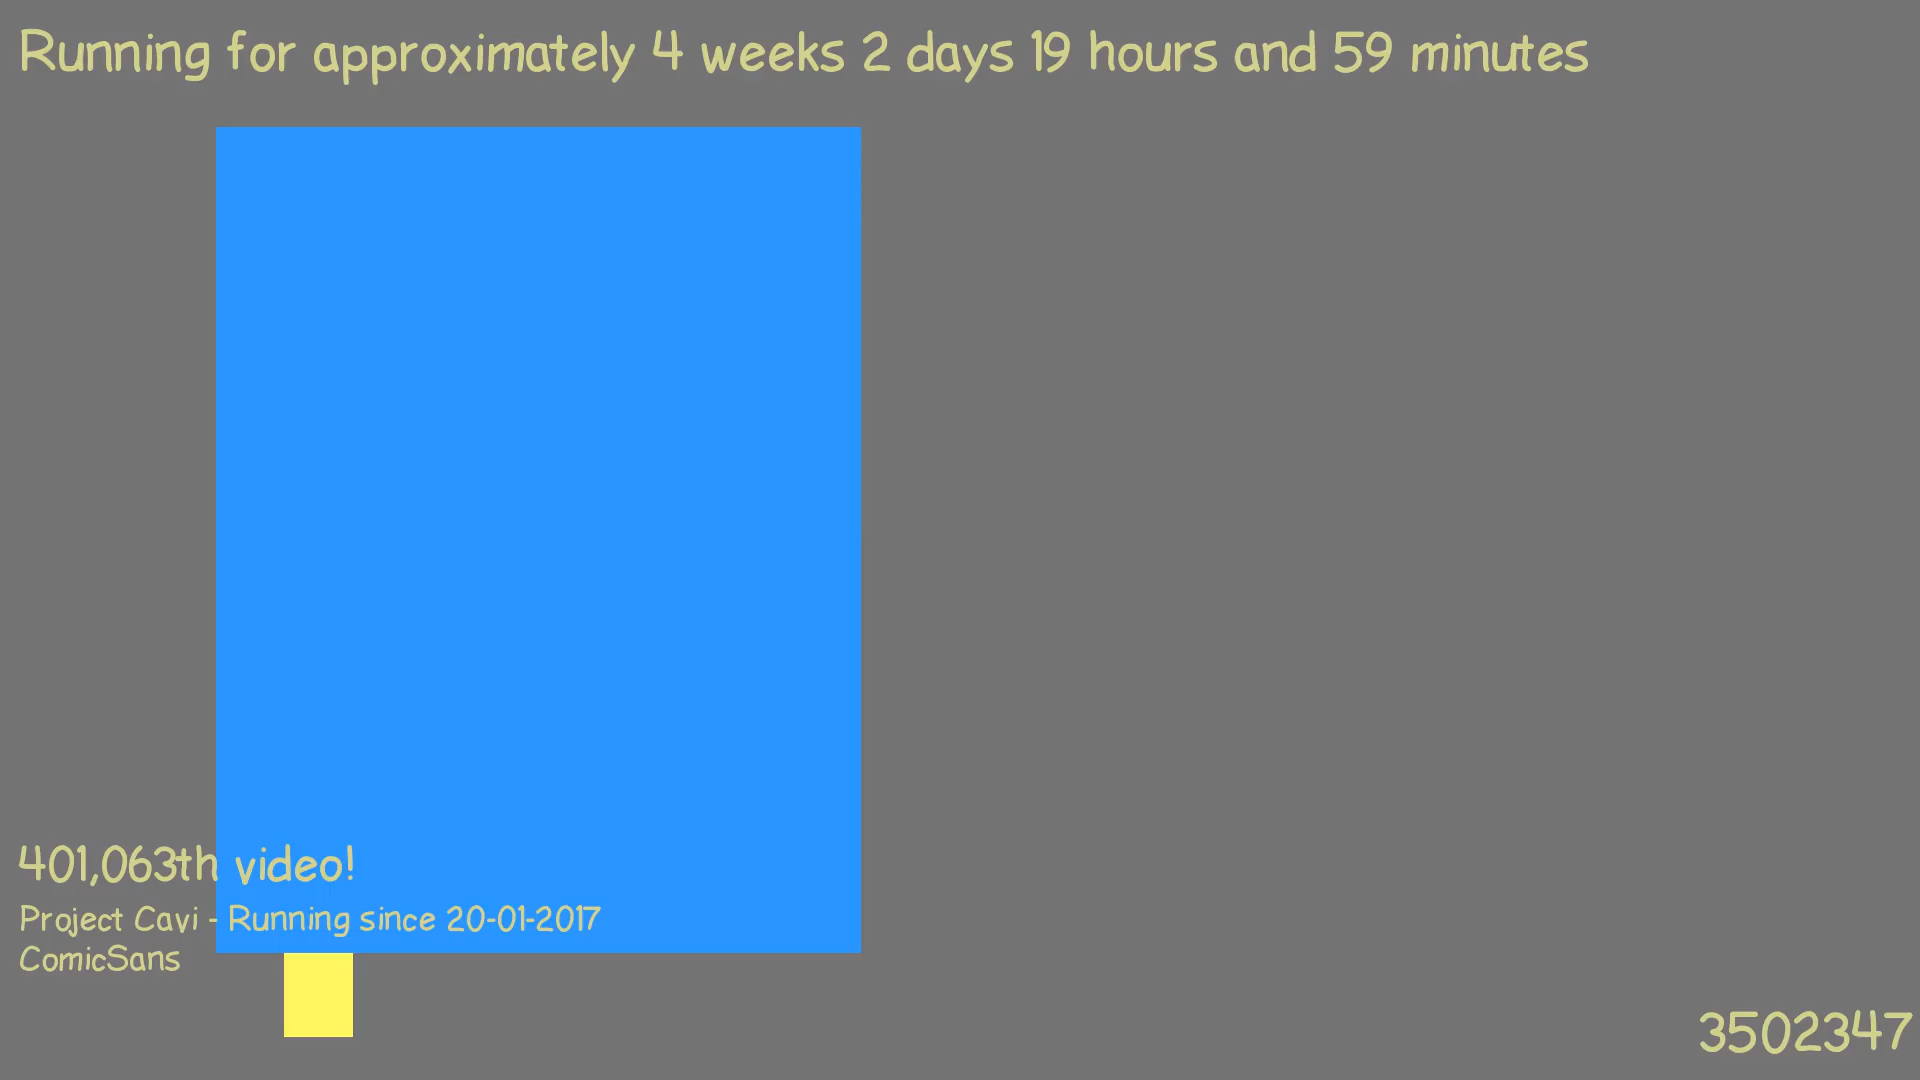 Running for approximately 4 weeks 2 days 19 hours and 59 minutes
401,063th video!
Project Cavi - Running since 20-01-2017
ComicSans
3502347